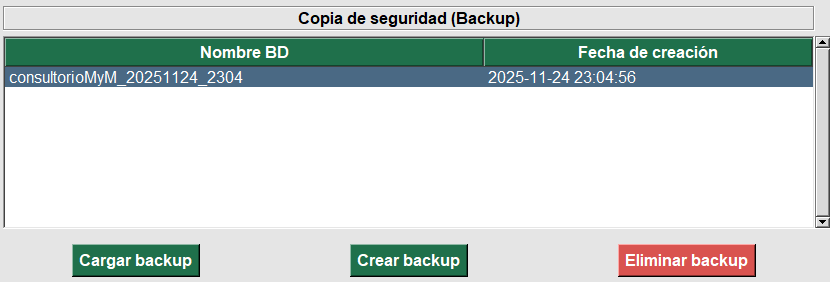 Copia de seguridad (Backup)
Nombre BD Fecha de creación
consultorioMyM_20251124_2304 2025-11-24 23:04:56
Cargar backup Crear backup Eliminar backup